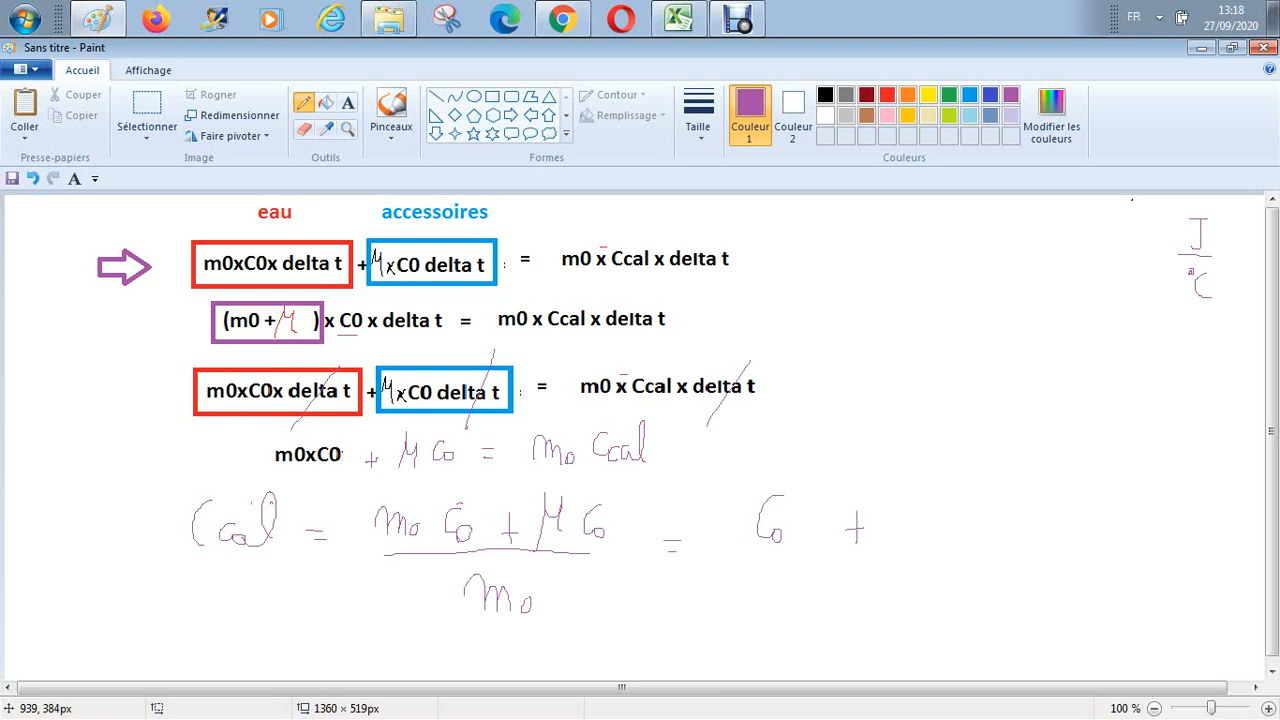 FR 13:18
27/09/2020
Sans titre - Paint
Accueil Affichage
Coller Couper Copier Presse-papiers
Sélectionner Rogner Redimensionner Faire pivoter Image
A Outils
Pinceaux
Contour Remplissage Formes
Taille
Couleur 1 Couleur 2 Modifier les couleurs Couleurs
A
eau accessoires
m0xC0x delta t + μxC0 delta t = m0 x Ccal x delta t
J
°C
(m0 + μ ) x C0 x delta t = m0 x Ccal x delta t
m0xC0x delta t + μxC0 delta t = m0 x Ccal x delta t
m0xC0 + μ C0 = m0 Ccal
Ccal = m0 C0 + μ C0 = C0 +
m0
939, 384px 1360 × 519px 100 %